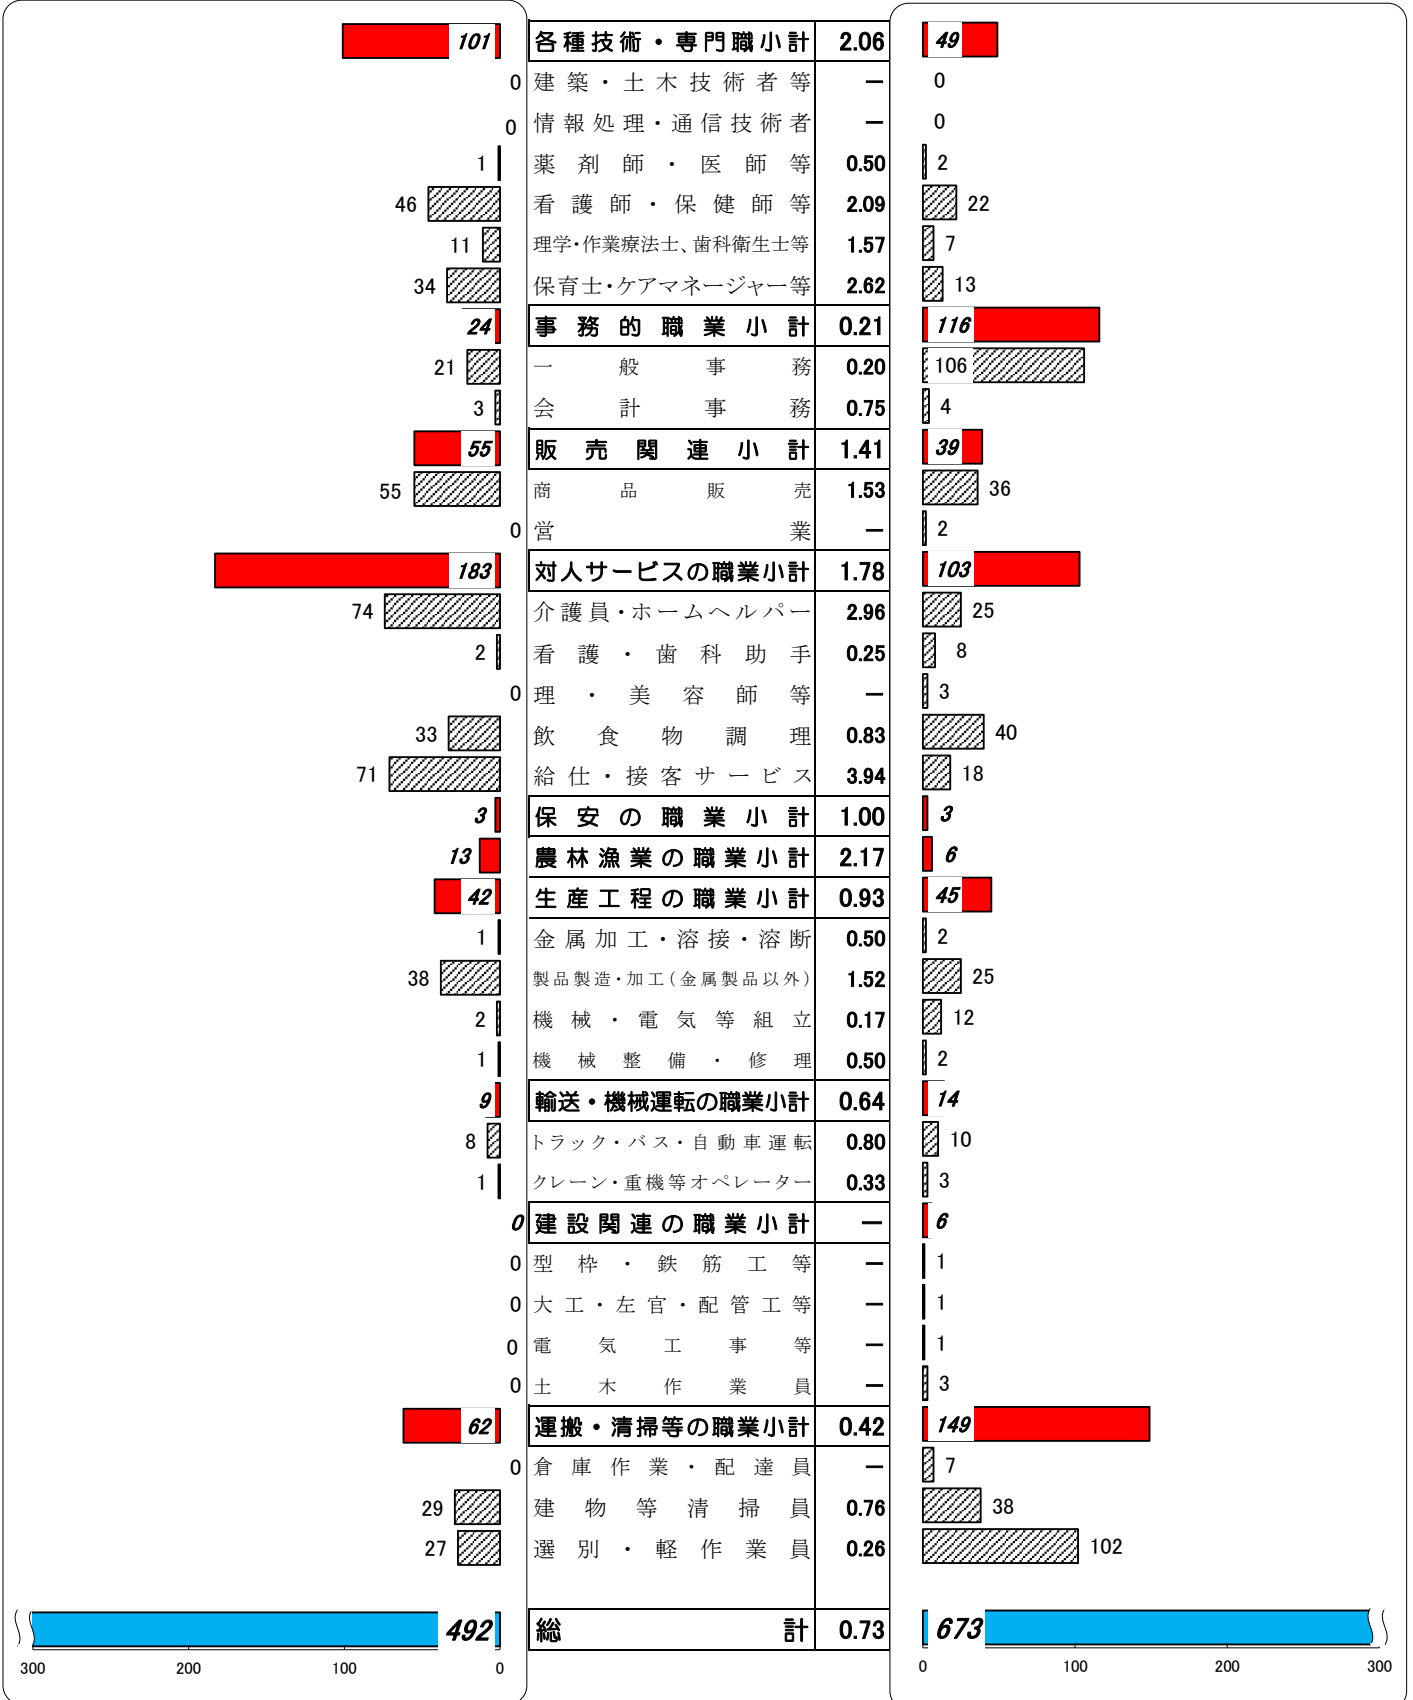 101 各種技術・専門職小計 2.06 49
0 建築・土木技術者等 ー 0
0 情報処理・通信技術者 ー 0
1 薬剤師・医師等 0.50 2
46 看護師・保健師等 2.09 22
11 理学・作業療法士、歯科衛生士等 1.57 7
34 保育士・ケアマネージャー等 2.62 13
24 事務的職業小計 0.21 116
21 一般事務 0.20 106
3 会計事務 0.75 4
55 販売関連小計 1.41 39
55 商品販売 1.53 36
0 営業 ー 2
183 対人サービスの職業小計 1.78 103
74 介護員・ホームヘルパー 2.96 25
2 看護・歯科助手 0.25 8
0 理・美容師等 ー 3
33 飲食物調理 0.83 40
71 給仕・接客サービス 3.94 18
3 保安の職業小計 1.00 3
13 農林漁業の職業小計 2.17 6
42 生産工程の職業小計 0.93 45
1 金属加工・溶接・溶断 0.50 2
38 製品製造・加工(金属製品以外) 1.52 25
2 機械・電気等組立 0.17 12
1 機械整備・修理 0.50 2
9 輸送・機械運転の職業小計 0.64 14
8 トラック・バス・自動車運転 0.80 10
1 クレーン・重機等オペレーター 0.33 3
0 建設関連の職業小計 ー 6
0 型枠・鉄筋工等 ー 1
0 大工・左官・配管工等 ー 1
0 電気工事等 ー 1
0 土木作業員 ー 3
62 運搬・清掃等の職業小計 0.42 149
0 倉庫作業・配達員 ー 7
29 建物等清掃員 0.76 38
27 選別・軽作業員 0.26 102
492 総計 0.73 673
300 200 100 0 0 100 200 300